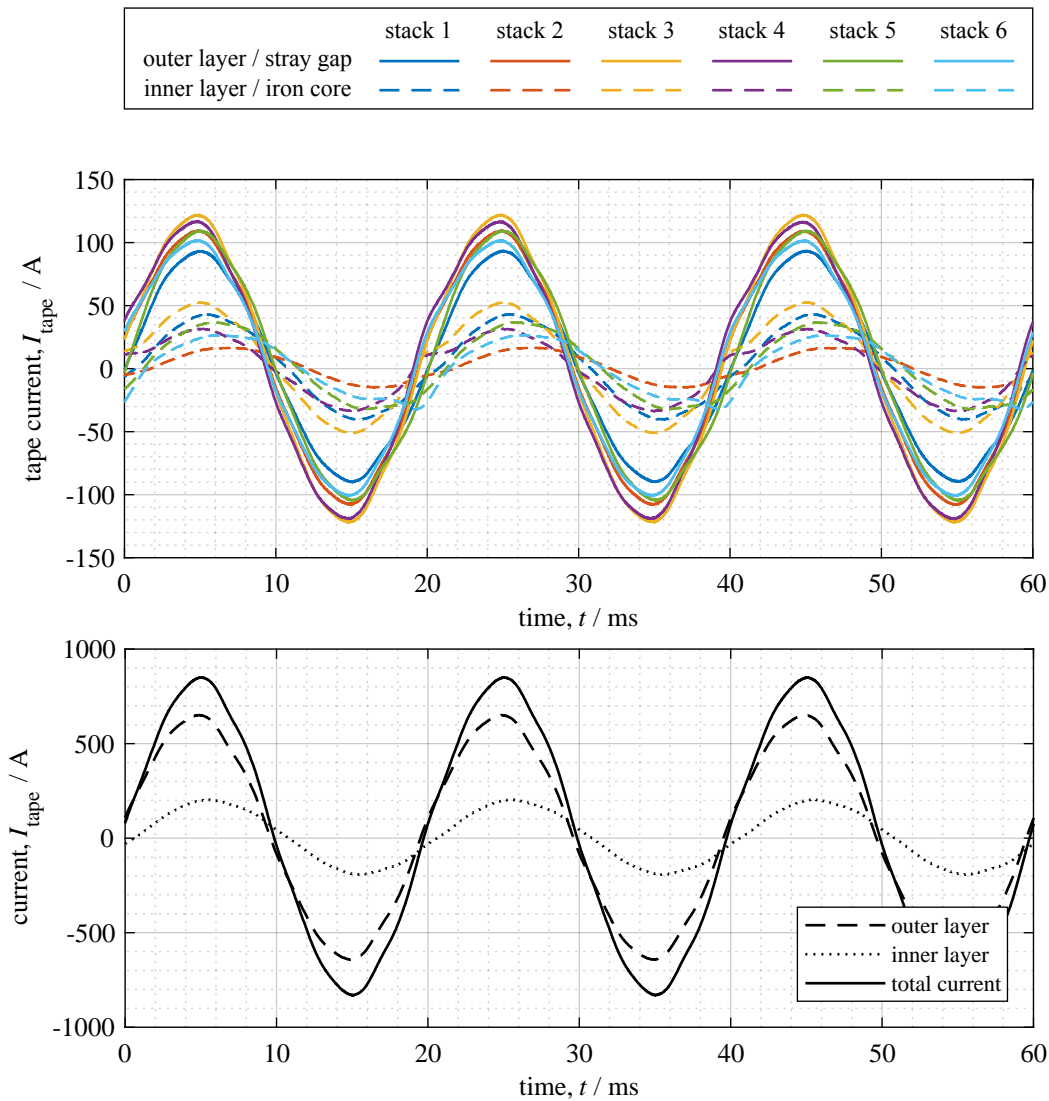 stack 1 stack 2 stack 3 stack 4 stack 5 stack 6
outer layer / stray gap
inner layer / iron core
150
100
50
0
-50
-100
-150
tape current, I_tape / A
0 10 20 30 40 50 60
time, t / ms
1000
500
0
-500
-1000
current, I_tape / A
outer layer
inner layer
total current
0 10 20 30 40 50 60
time, t / ms